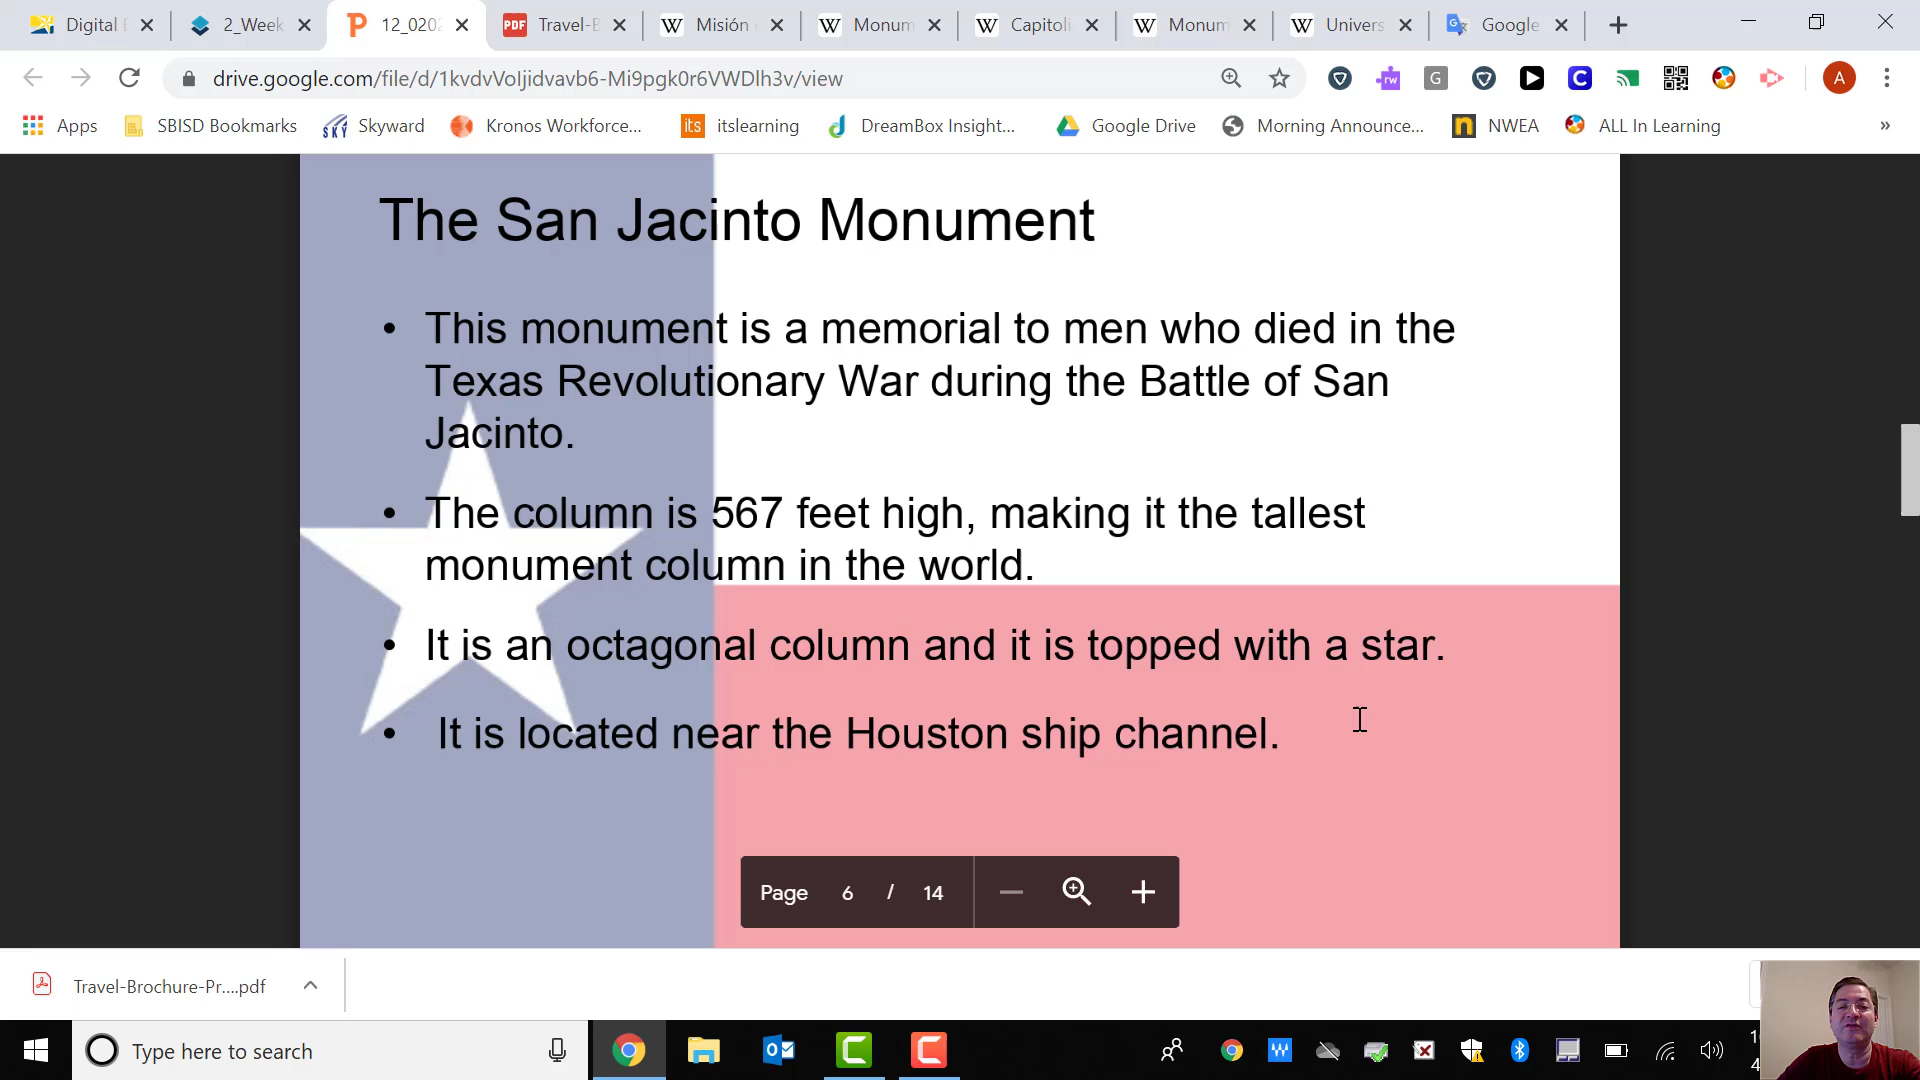 Digital
2_Week
12_020
Travel-
Misión
Monum
Capitoli
Monum
Univers
Google
drive.google.com/file/d/1kvdvVoIjidvavb6-Mi9pgk0r6VWDlh3v/view
Apps
SBISD Bookmarks
Skyward
Kronos Workforce...
itslearning
DreamBox Insight...
Google Drive
Morning Announce...
NWEA
ALL In Learning
»
The San Jacinto Monument
• This monument is a memorial to men who died in the
Texas Revolutionary War during the Battle of San
Jacinto.
• The column is 567 feet high, making it the tallest
monument column in the world.
• It is an octagonal column and it is topped with a star.
• It is located near the Houston ship channel.
Page 6 / 14
Travel-Brochure-Pr....pdf
Type here to search